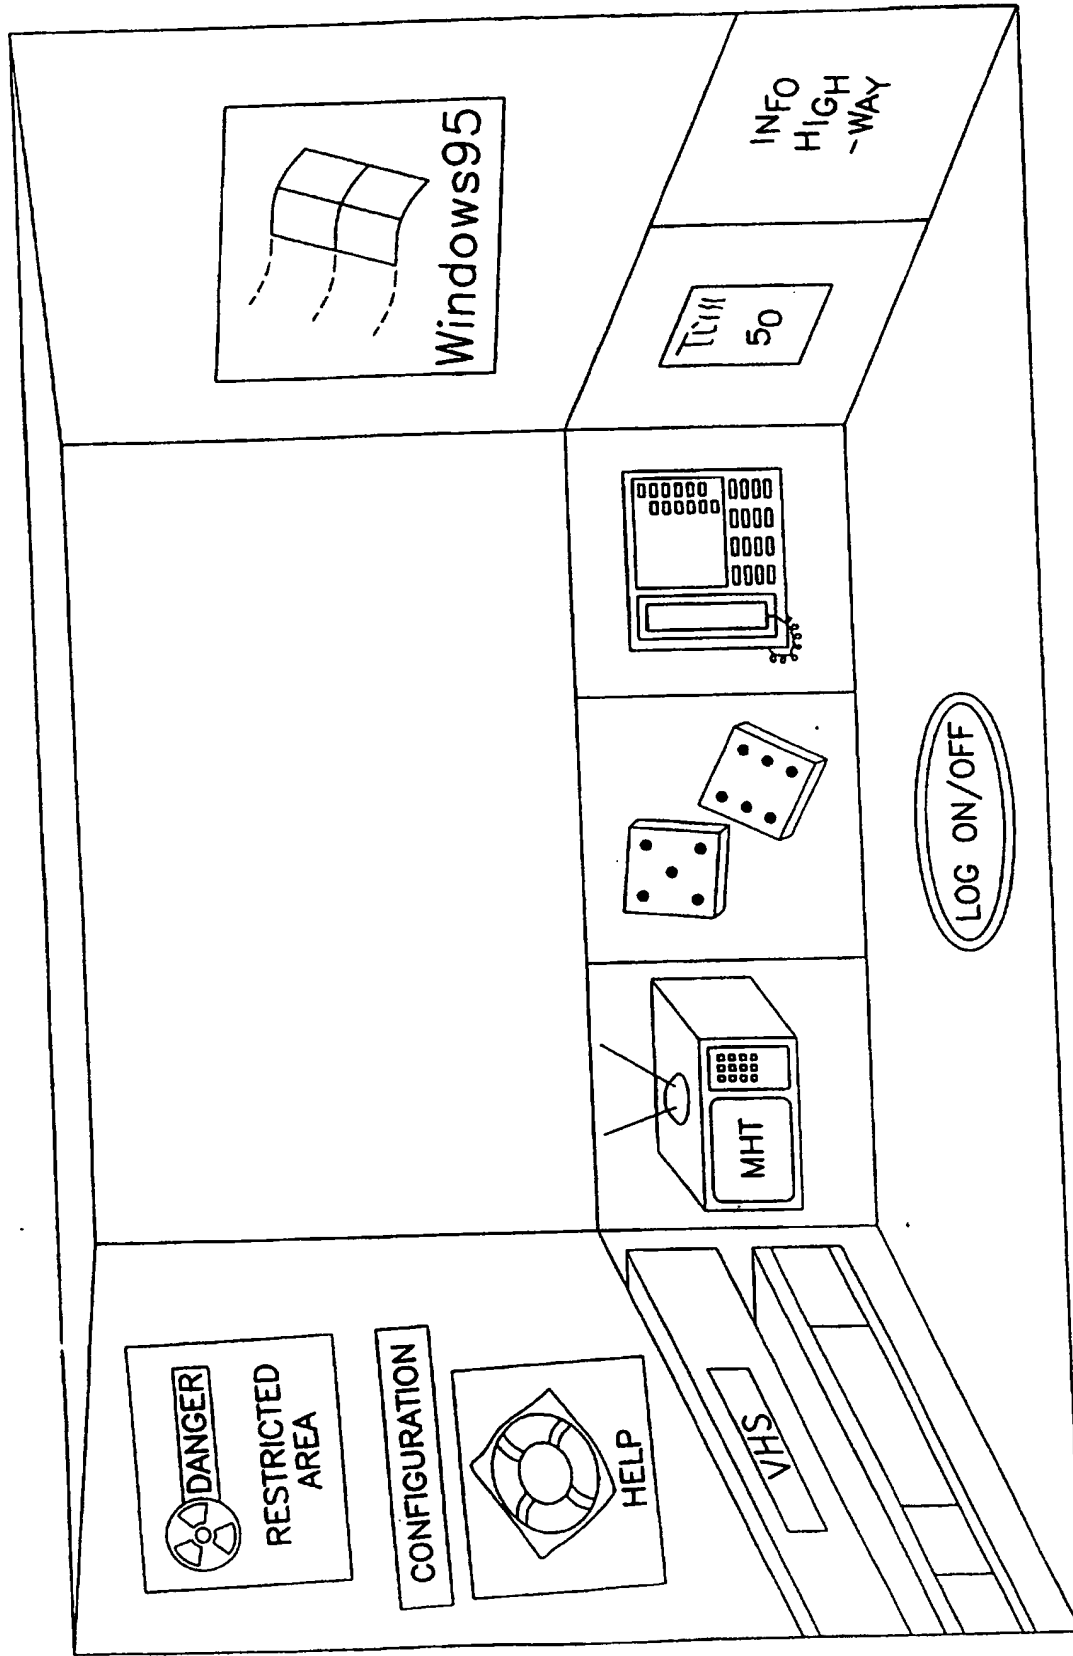 DANGER
RESTRICTED
AREA
CONFIGURATION
HELP
VHS
MHT
Windows95
50
INFO
HIGH
-WAY
LOG ON/OFF